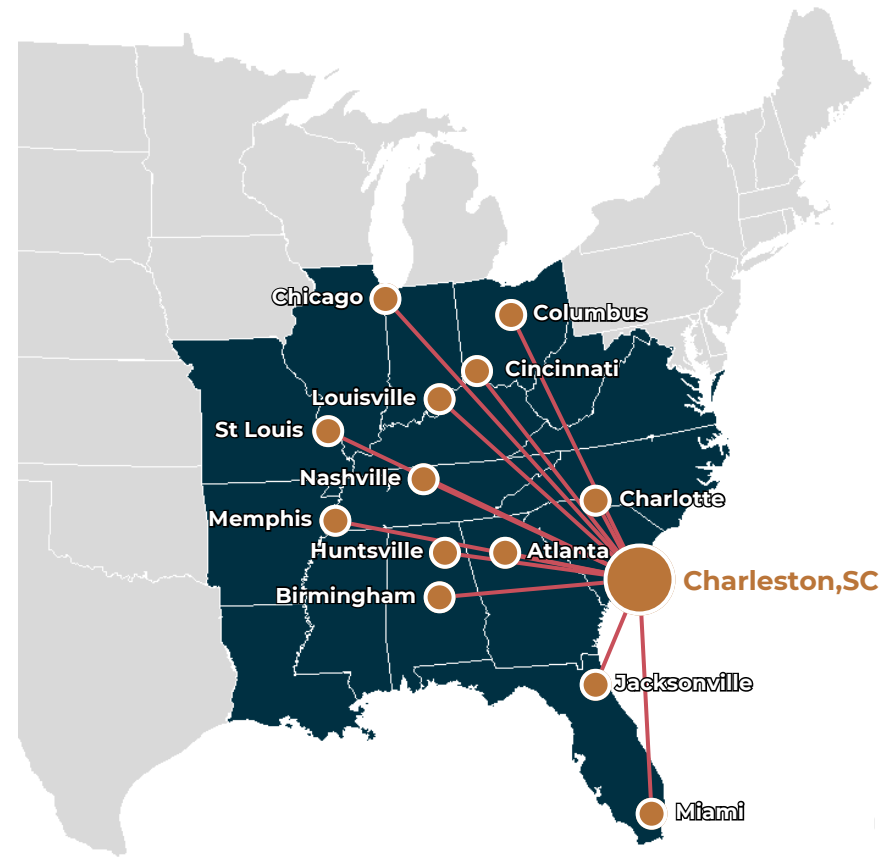 Chicago
Columbus
Cincinnati
Louisville
St Louis
Nashville
Charlotte
Memphis
Huntsville
Atlanta
Charleston,SC
Birmingham
Jacksonville
Miami